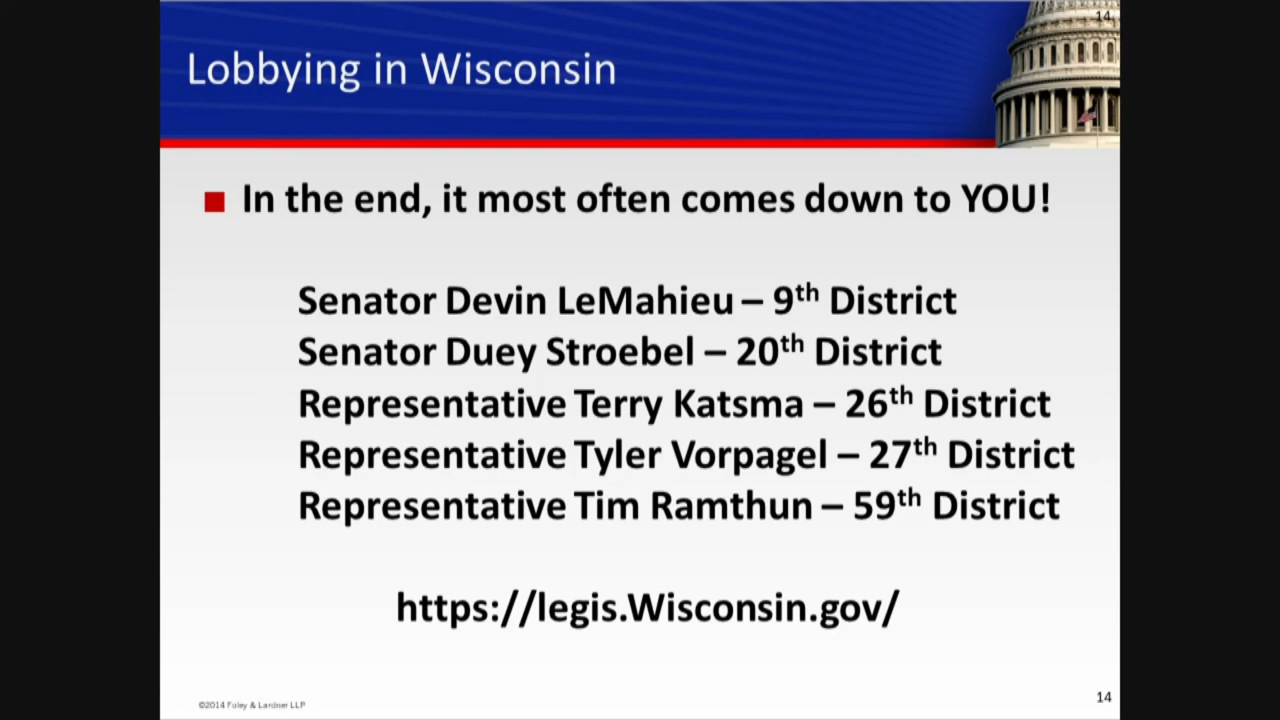 14
Lobbying in Wisconsin
■ In the end, it most often comes down to YOU!
Senator Devin LeMahieu – 9th District
Senator Duey Stroebel – 20th District
Representative Terry Katsma – 26th District
Representative Tyler Vorpagel – 27th District
Representative Tim Ramthun – 59th District
https://legis.Wisconsin.gov/
©2014 Foley & Lardner LLP
14